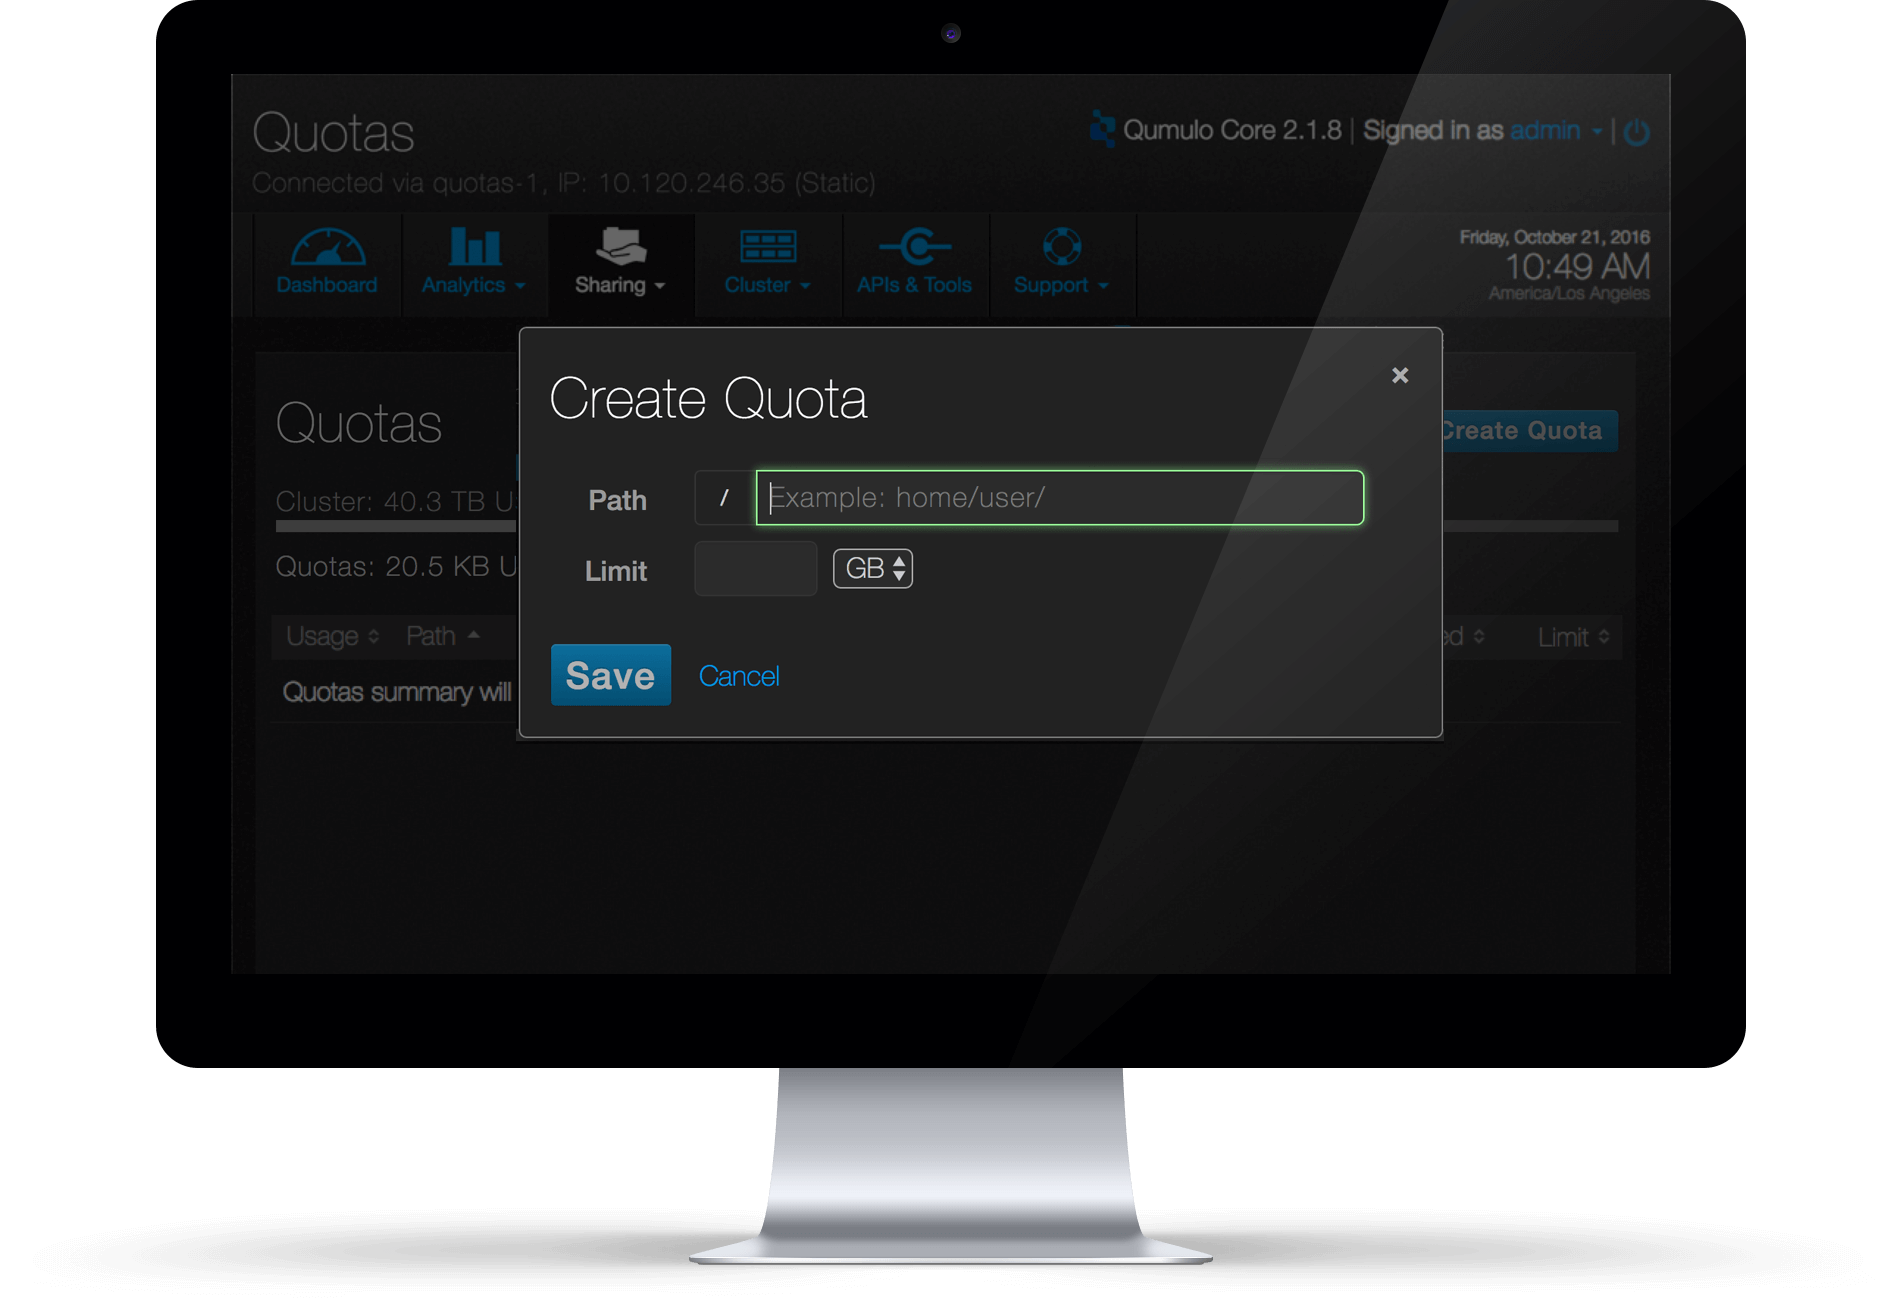 Quotas
Qumulo Core 2.1.8 | Signed in as admin |
Connected via quotas-1, IP: 10.120.246.35 (Static)
Dashboard
Analytics
Sharing
Cluster
APIs & Tools
Support
Friday, October 21, 2016
10:49 AM
America/Los Angeles
Create Quota
×
Quotas
Create Quota
Path / Example: home/user/
Cluster: 40.3 TB U
Limit GB
Quotas: 20.5 KB U
Usage Path
ed Limit
Save Cancel
Quotas summary will